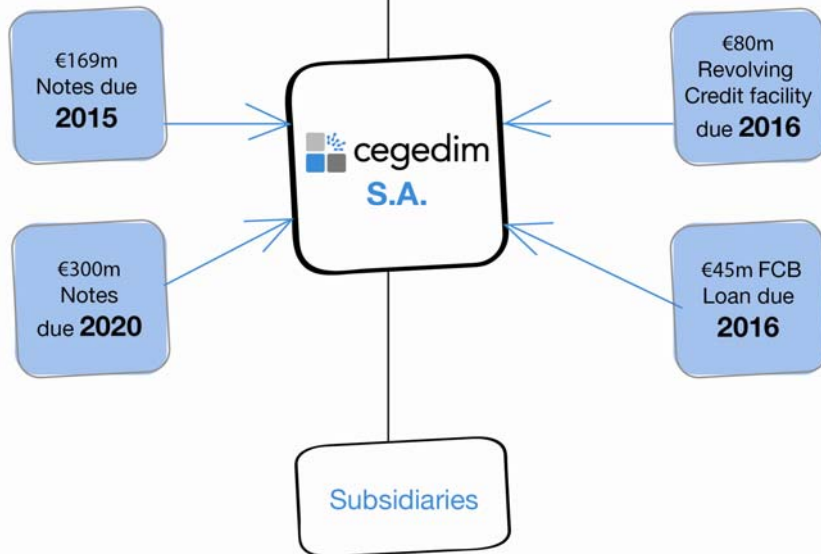 €169m
Notes due
2015
€80m
Revolving
Credit facility
due 2016
cegedim
S.A.
€300m
Notes
due 2020
€45m FCB
Loan due
2016
Subsidiaries